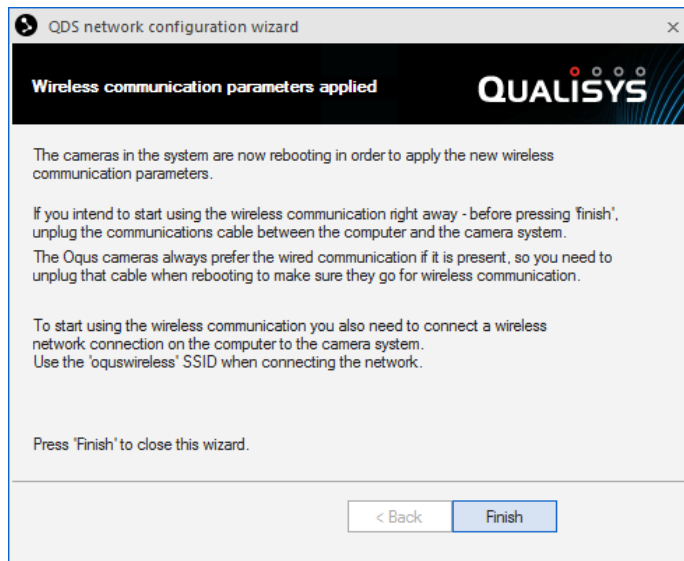 QDS network configuration wizard
Wireless communication parameters applied
QUALISYS
The cameras in the system are now rebooting in order to apply the new wireless
communication parameters.
If you intend to start using the wireless communication right away - before pressing 'finish',
unplug the communications cable between the computer and the camera system.
The Oqus cameras always prefer the wired communication if it is present, so you need to
unplug that cable when rebooting to make sure they go for wireless communication.
To start using the wireless communication you also need to connect a wireless
network connection on the computer to the camera system.
Use the 'oquswireless' SSID when connecting the network.
Press 'Finish' to close this wizard.
< Back
Finish